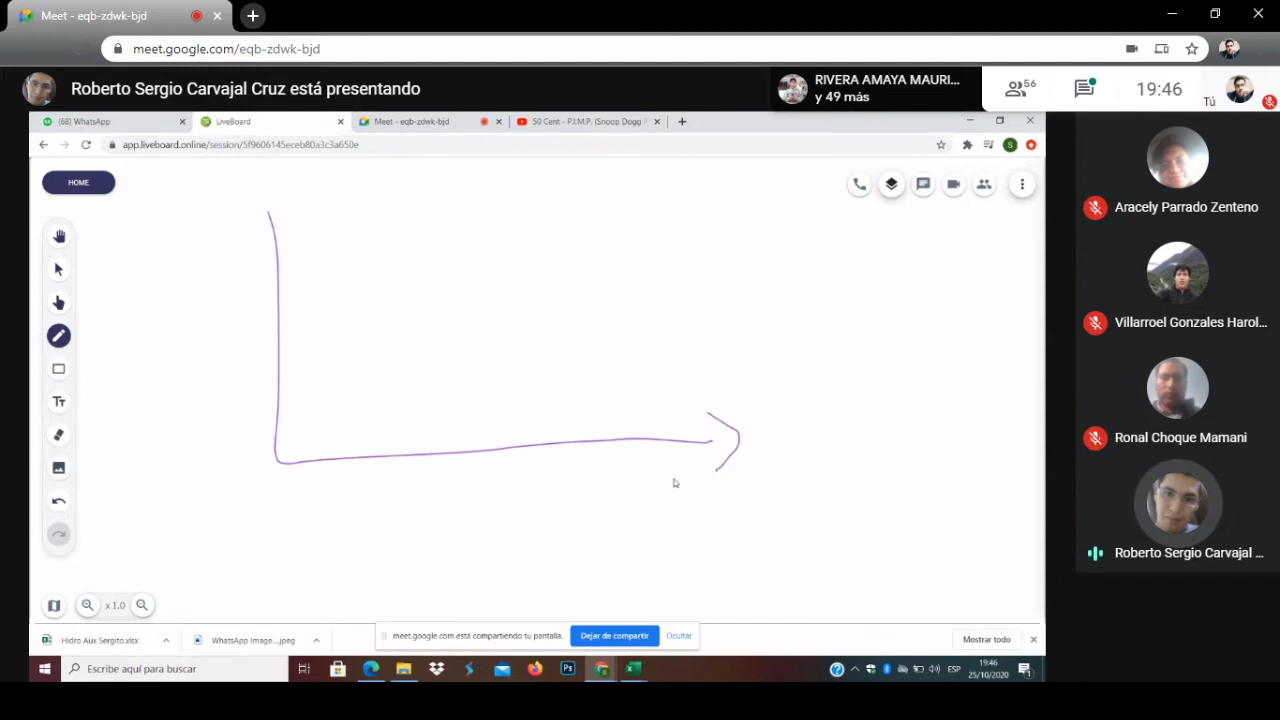 Meet - eqb-zdwk-bjd
meet.google.com/eqb-zdwk-bjd
Roberto Sergio Carvajal Cruz está presentando
RIVERA AMAYA MAURI...
y 49 más
56
19:46
Tú
(68) WhatsApp
LiveBoard
Meet - eqb-zdwk-bjd
50 Cent - P.I.M.P. (Snoop Dogg
app.liveboard.online/session/5f9606145eceb80a3c3a650e
S
HOME
Aracely Parrado Zenteno
Villarroel Gonzales Harol...
Ronal Choque Mamani
Roberto Sergio Carvajal ...
Tт
x 1.0
Hidro Aux Sergito.xlsx
WhatsApp Image....jpeg
meet.google.com está compartiendo tu pantalla.
Dejar de compartir
Ocultar
Mostrar todo
Escribe aquí para buscar
Ps
ESP
19:46
25/10/2020
1